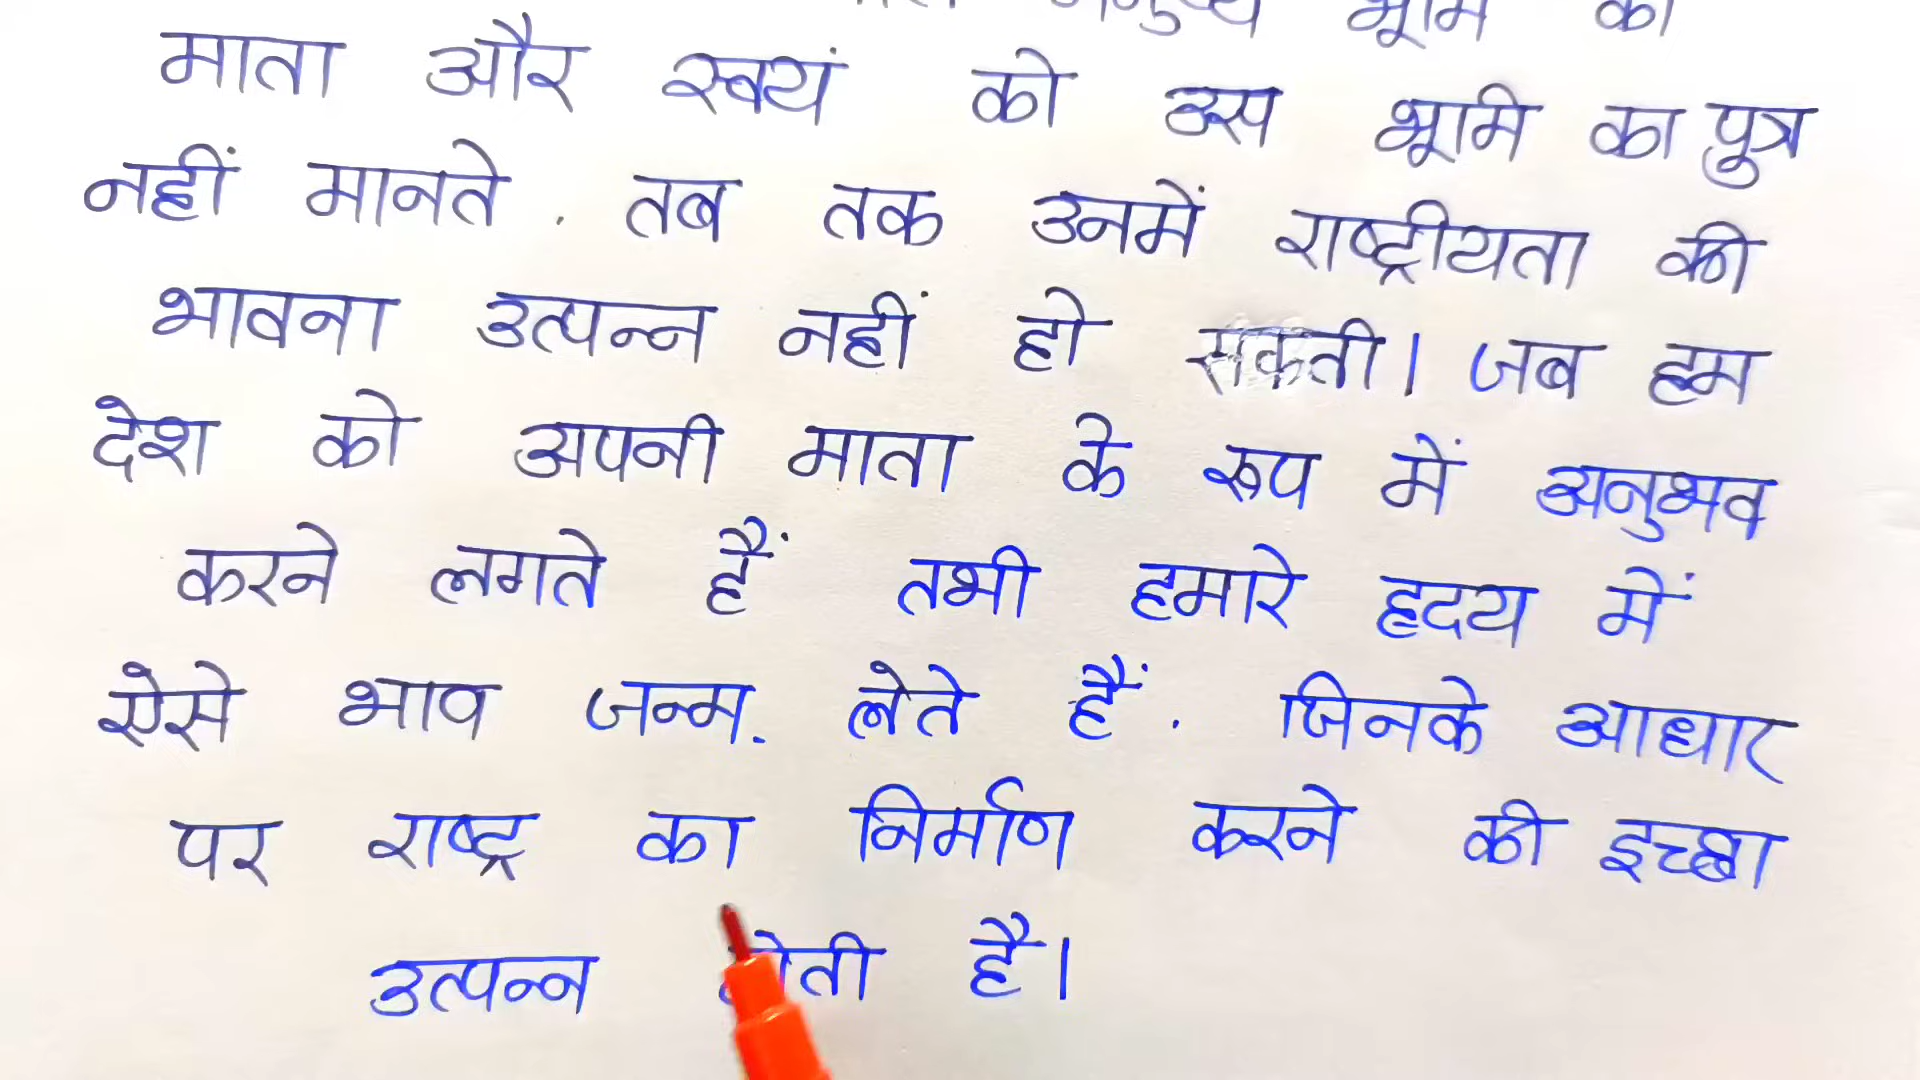 मनुष्य भूमि को
माता और स्वयं को उस भूमि का पुत्र
नहीं मानते . तब तक उनमें राष्ट्रीयता की
भावना उत्पन्न नहीं हो सकती। जब हम
देश को अपनी माता के रूप में अनुभव
करने लगते हैं तभी हमारे हृदय में
ऐसे भाव जन्म. लेते हैं. जिनके आधार
पर राष्ट्र का निर्माण करने की इच्छा
उत्पन्न होती है।